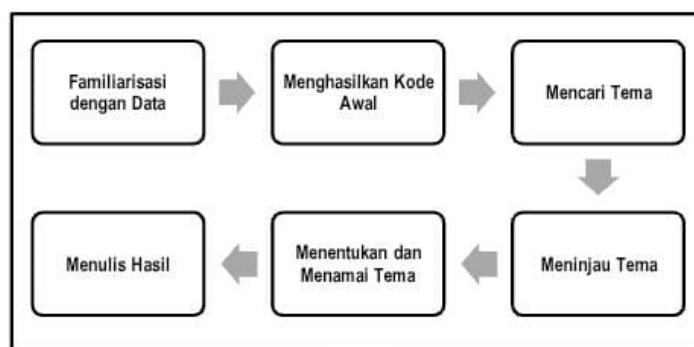 Familiarisasi
dengan Data
Menghasilkan Kode
Awal
Mencari Tema
Meninjau Tema
Menentukan dan
Menamai Tema
Menulis Hasil